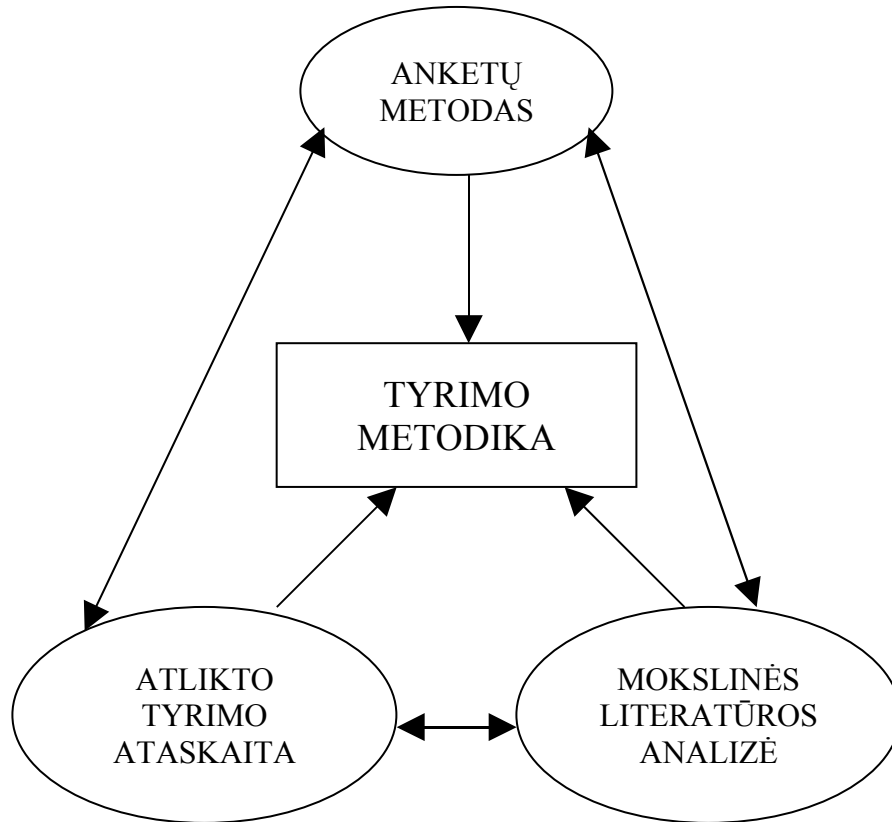 ANKETŲ
METODAS
TYRIMO
METODIKA
ATLIKTO
TYRIMO
ATASKAITA
MOKSLINĖS
LITERATŪROS
ANALIZĖ